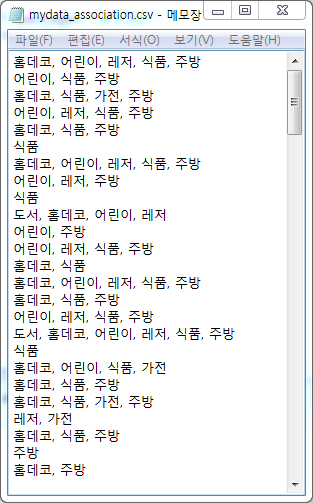 mydata_association.csv - 메모장
파일(F) 편집(E) 서식(O) 보기(V) 도움말(H)
홈데코, 어린이, 레저, 식품, 주방
어린이, 식품, 주방
홈데코, 식품, 가전, 주방
어린이, 레저, 식품, 주방
홈데코, 식품, 주방
식품
홈데코, 어린이, 레저, 식품, 주방
어린이, 레저, 주방
식품
도서, 홈데코, 어린이, 레저
어린이, 주방
어린이, 레저, 식품, 주방
홈데코, 식품
홈데코, 어린이, 레저, 식품, 주방
홈데코, 식품, 주방
어린이, 레저, 식품, 주방
도서, 홈데코, 어린이, 레저, 식품, 주방
식품
홈데코, 어린이, 식품, 가전
홈데코, 식품, 주방
홈데코, 식품, 가전, 주방
레저, 가전
홈데코, 식품, 주방
주방
홈데코, 주방